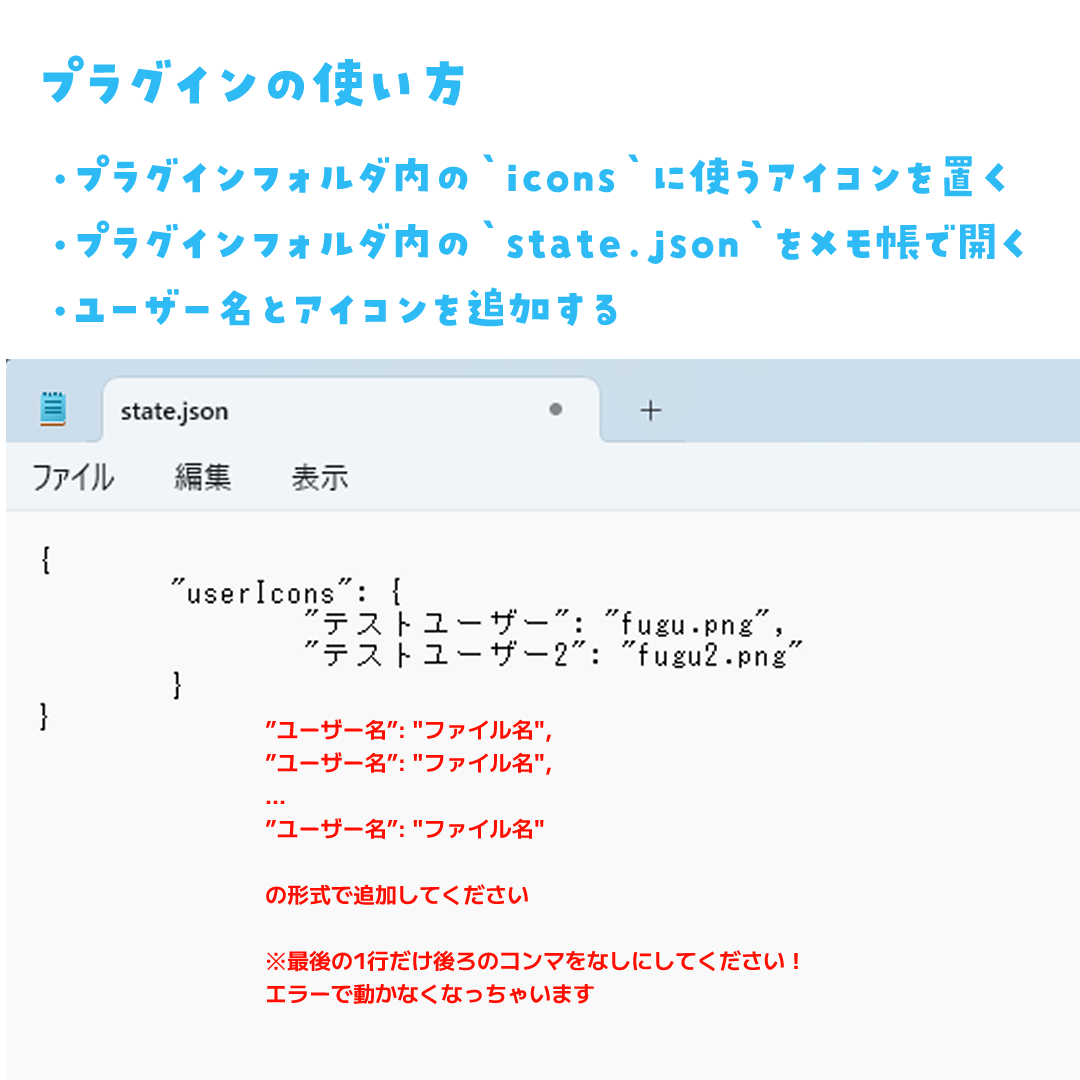 プラグインの使い方
・プラグインフォルダ内の`icons`に使うアイコンを置く
・プラグインフォルダ内の`state.json`をメモ帳で開く
・ユーザー名とアイコンを追加する
state.json
ファイル 編集 表示
{
"userIcons": {
"テストユーザー": "fugu.png",
"テストユーザー2": "fugu2.png"
}
}
”ユーザー名”: "ファイル名",
”ユーザー名”: "ファイル名",
...
”ユーザー名”: "ファイル名"
の形式で追加してください
※最後の1行だけ後ろのコンマをなしにしてください！
エラーで動かなくなっちゃいます